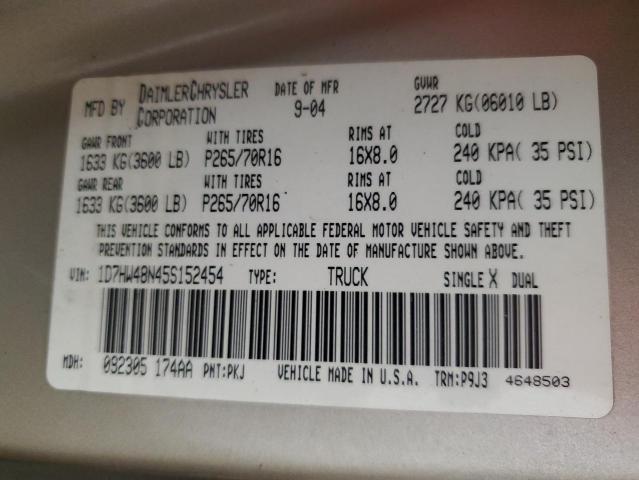 MFD BY DAIMLERCHRYSLER CORPORATION DATE OF MFR 9-04 GVWR 2727 KG(06010 LB)
GAWR FRONT WITH TIRES RIMS AT COLD
1633 KG(3600 LB) P265/70R16 16X8.0 240 KPA( 35 PSI)
GAWR REAR WITH TIRES RIMS AT COLD
1633 KG(3600 LB) P265/70R16 16X8.0 240 KPA( 35 PSI)
THIS VEHICLE CONFORMS TO ALL APPLICABLE FEDERAL MOTOR VEHICLE SAFETY AND THEFT
PREVENTION STANDARDS IN EFFECT ON THE DATE OF MANUFACTURE SHOWN ABOVE.
VIN: 1D7HW48N45S152454 TYPE: TRUCK SINGLE X DUAL
MDH: 092305 174AA PNT:PKJ VEHICLE MADE IN U.S.A. TRM:P9J3 4648503